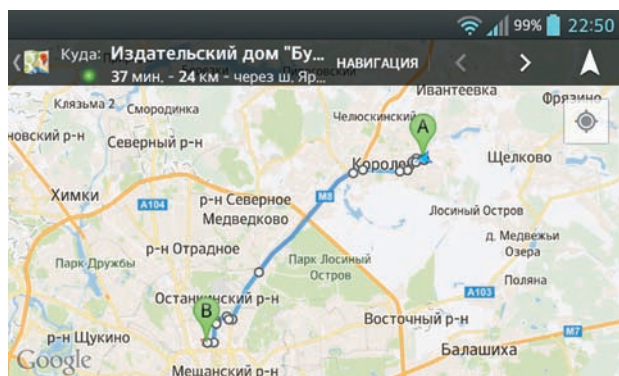 99% 22:50
Куда: Издательский дом "Бу...
37 мин. - 24 км - через ш. Яр...
НАВИГАЦИЯ
Ивантеевка
Фрязино
Клязьма 2
Смородинка
Челюскинский
A
новский р-н
Северный р-н
Королев
Щелково
Химки
A104
р-н Северное
Медведково
M8
Лосиный Остров
р-н Отрадное
д. Медвежьи
Озера
Парк Дружбы
Парк Лосиный
Остров
Поляна
A103
Останкинский р-н
B
Восточный р-н
р-н Щукино
M7
Балашиха
Google
Мещанский р-н